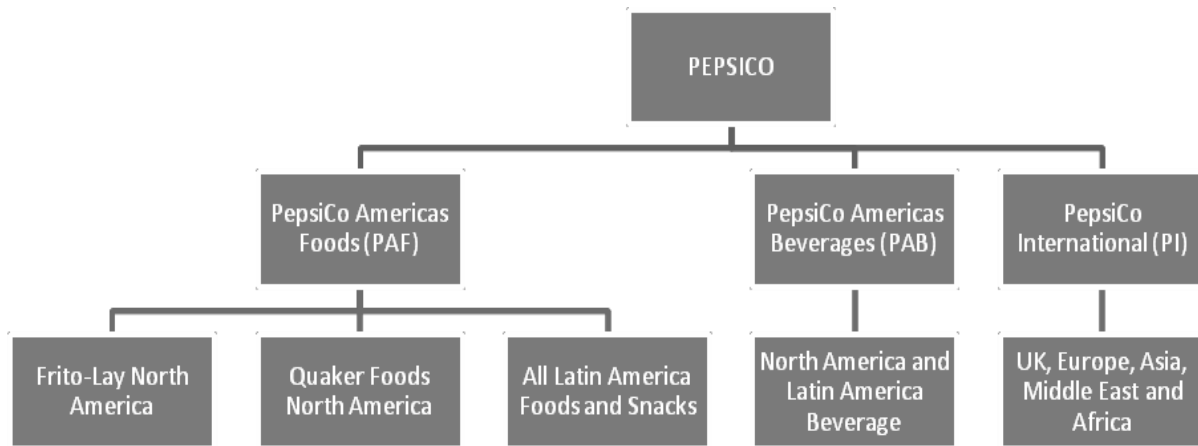 PEPSICO
PepsiCo Americas
Foods (PAF)
PepsiCo Americas
Beverages (PAB)
PepsiCo
International (PI)
Frito-Lay North
America
Quaker Foods
North America
All Latin America
Foods and Snacks
North America and
Latin America
Beverage
UK, Europe, Asia,
Middle East and
Africa